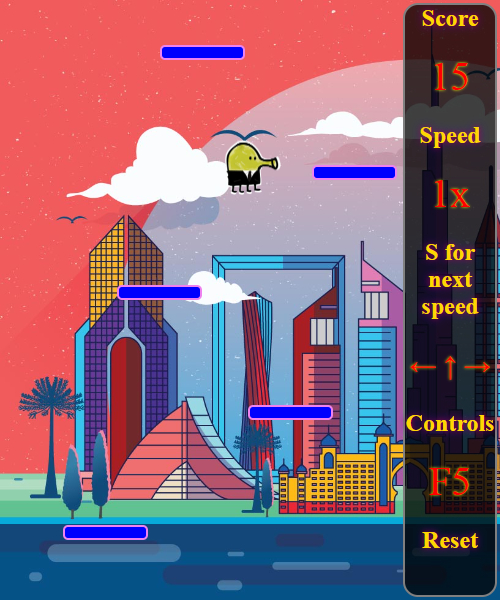 Score
15
Speed
1x
S for
next
speed
← ↑ →
Controls
F5
Reset